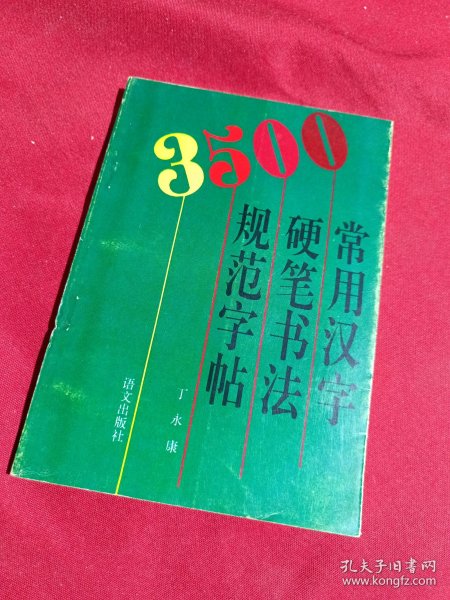 3500
常用汉字
硬笔书法
规范字帖
丁永康
语文出版社
孔夫子旧书网
www.kongfz.com